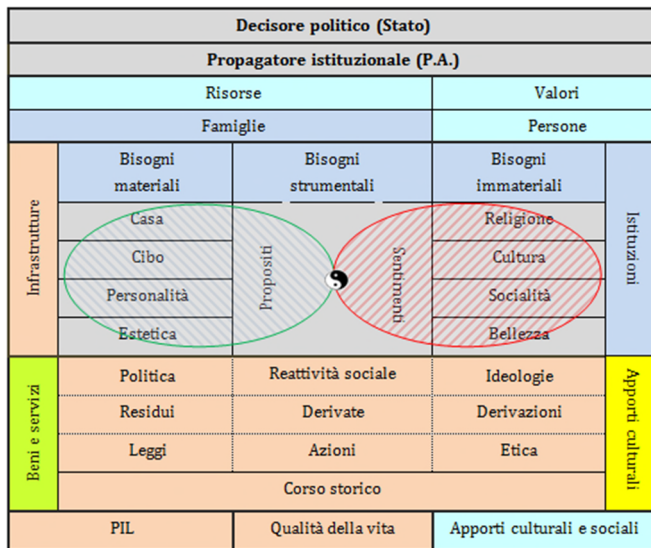 Decisore politico (Stato)
Propagatore istituzionale (P.A.)
Risorse
Valori
Famiglie
Persone
Infrastrutture
Bisogni
materiali
Bisogni
strumentali
Bisogni
immateriali
Istituzioni
Casa
Religione
Cibo
Propositi
Sentimenti
Cultura
Personalità
Socialità
Estetica
Bellezza
Beni e servizi
Politica
Reattività sociale
Ideologie
Apporti culturali
Residui
Derivate
Derivazioni
Leggi
Azioni
Etica
Corso storico
PIL
Qualità della vita
Apporti culturali e sociali